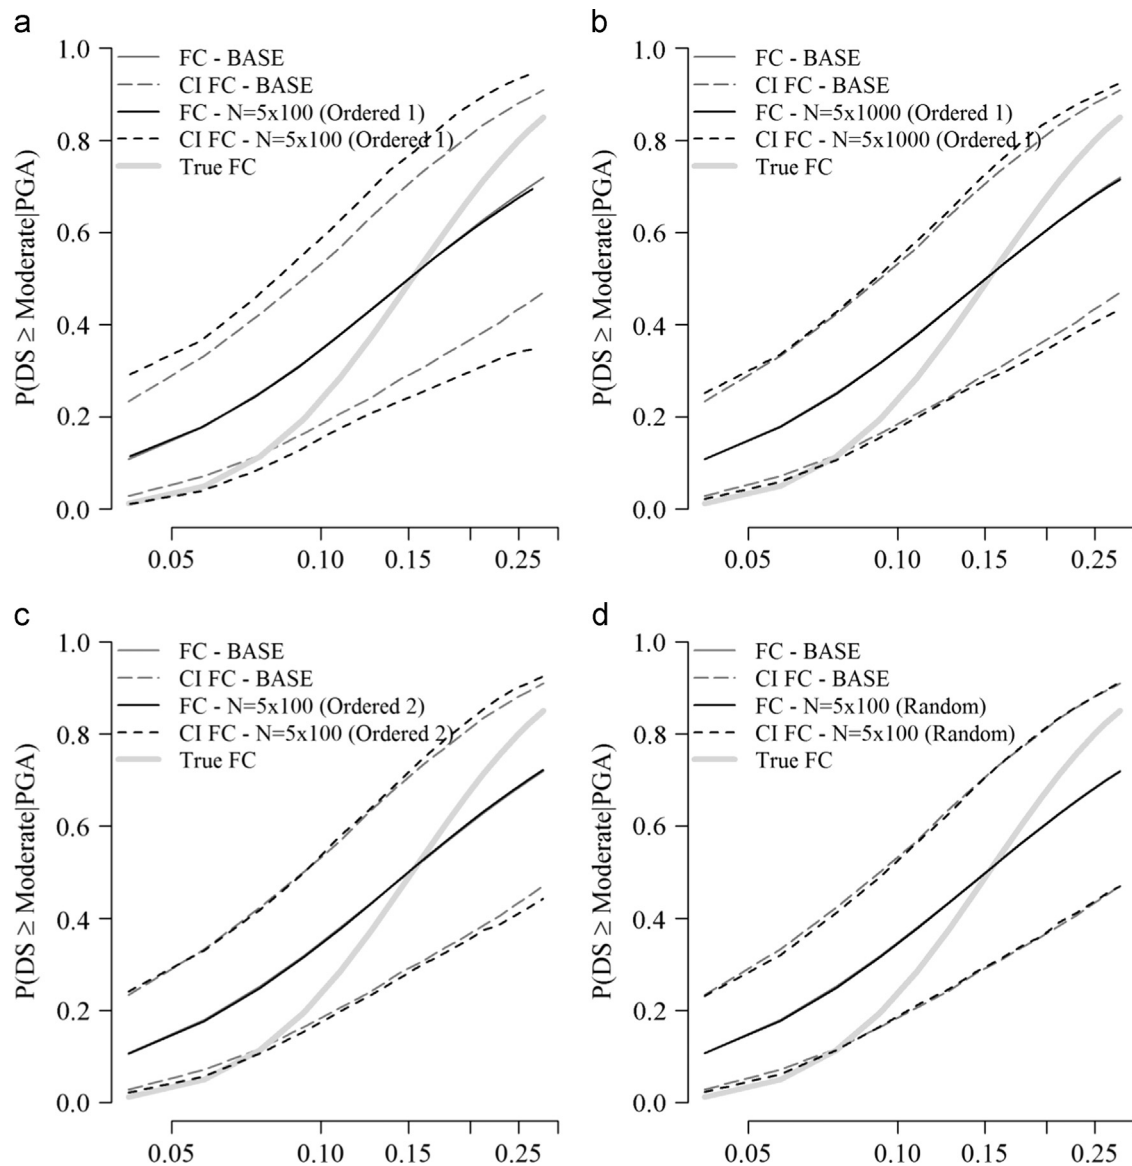 a
P(DS ≥ Moderate|PGA)
1.0
0.8
0.6
0.4
0.2
0.0
FC - BASE
CI FC - BASE
FC - N=5x100 (Ordered 1)
CI FC - N=5x100 (Ordered 1)
True FC
0.05 0.10 0.15 0.25
b
P(DS ≥ Moderate|PGA)
1.0
0.8
0.6
0.4
0.2
0.0
FC - BASE
CI FC - BASE
FC - N=5x1000 (Ordered 1)
CI FC - N=5x1000 (Ordered 1)
True FC
0.05 0.10 0.15 0.25
c
P(DS ≥ Moderate|PGA)
1.0
0.8
0.6
0.4
0.2
0.0
FC - BASE
CI FC - BASE
FC - N=5x100 (Ordered 2)
CI FC - N=5x100 (Ordered 2)
True FC
0.05 0.10 0.15 0.25
d
P(DS ≥ Moderate|PGA)
1.0
0.8
0.6
0.4
0.2
0.0
FC - BASE
CI FC - BASE
FC - N=5x100 (Random)
CI FC - N=5x100 (Random)
True FC
0.05 0.10 0.15 0.25